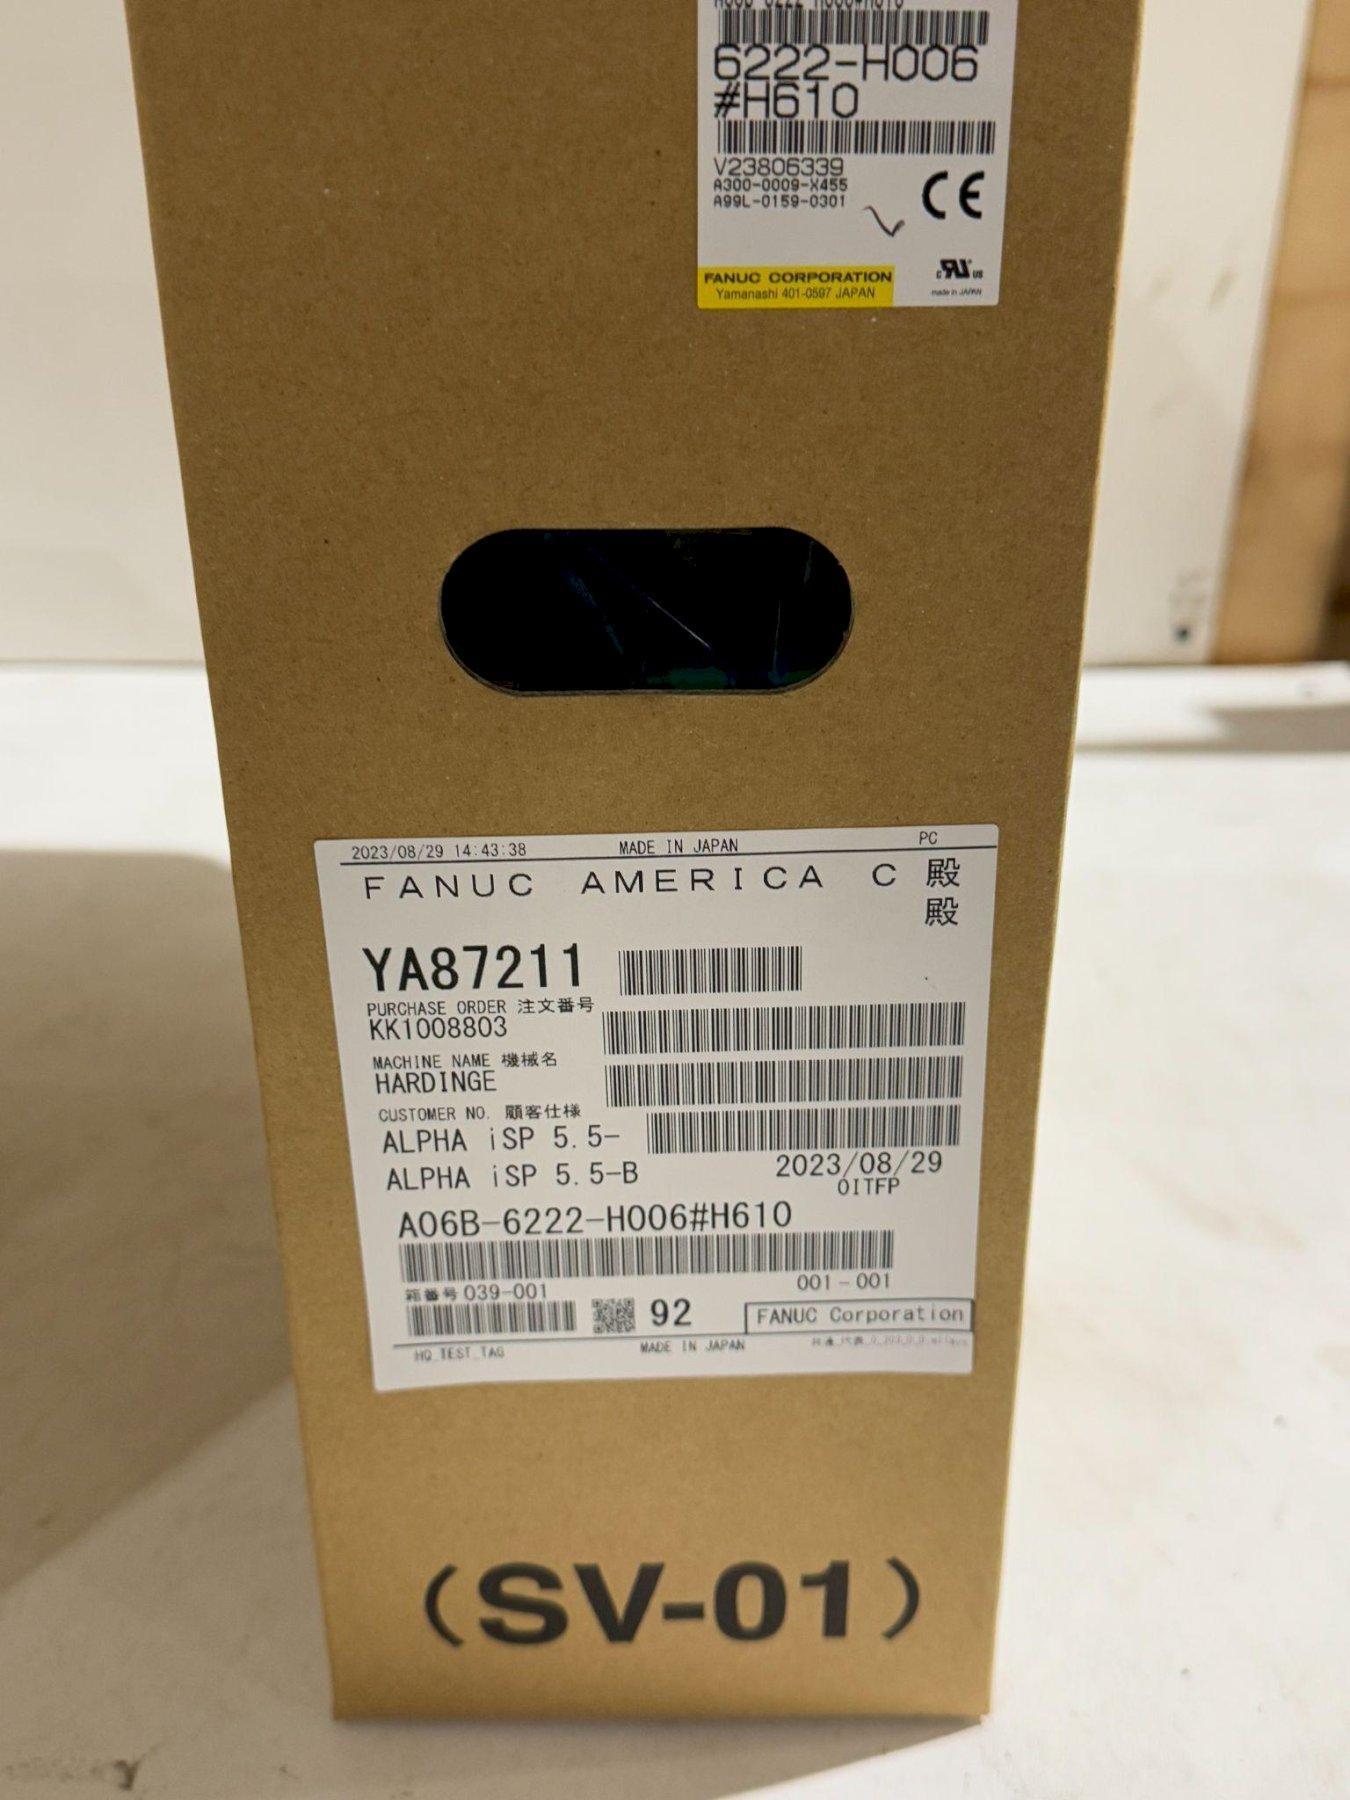 6222-H006
#H610
V23806339
A300-0009-X455
A99L-0159-0301
CE
FANUC CORPORATION
Yamanashi 401-0597 JAPAN
c RU us
made in JAPAN
2023/08/29 14:43:38 MADE IN JAPAN PC
FANUC AMERICA C 殿
殿
YA87211
PURCHASE ORDER 注文番号
KK1008803
MACHINE NAME 機械名
HARDINGE
CUSTOMER NO. 顧客仕様
ALPHA iSP 5.5-
ALPHA iSP 5.5-B 2023/08/29
OITFP
A06B-6222-H006#H610
箱番号 039-001 001-001
92 FANUC Corporation
HQ_TEST_TAG MADE IN JAPAN
(SV-01)